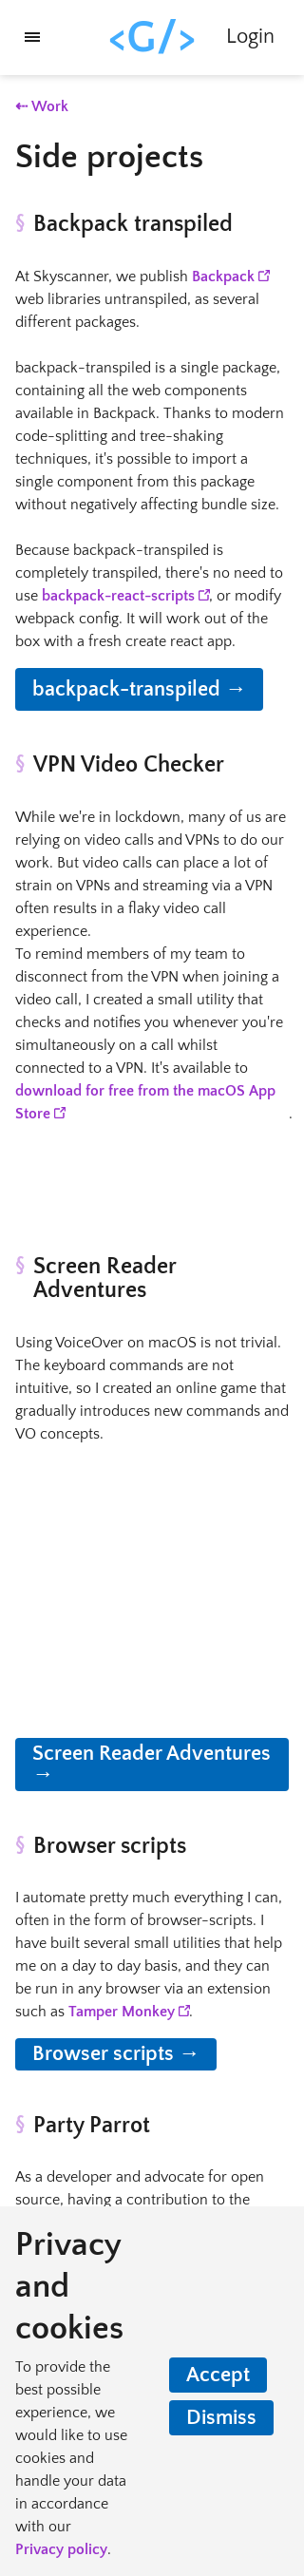 <G/>
Login
⇠ Work
Side projects
§ Backpack transpiled
At Skyscanner, we publish Backpack
web libraries untranspiled, as several
different packages.
backpack-transpiled is a single package,
containing all the web components
available in Backpack. Thanks to modern
code-splitting and tree-shaking
techniques, it's possible to import a
single component from this package
without negatively affecting bundle size.
Because backpack-transpiled is
completely transpiled, there's no need to
use backpack-react-scripts, or modify
webpack config. It will work out of the
box with a fresh create react app.
backpack-transpiled →
§ VPN Video Checker
While we're in lockdown, many of us are
relying on video calls and VPNs to do our
work. But video calls can place a lot of
strain on VPNs and streaming via a VPN
often results in a flaky video call
experience.
To remind members of my team to
disconnect from the VPN when joining a
video call, I created a small utility that
checks and notifies you whenever you're
simultaneously on a call whilst
connected to a VPN. It's available to
download for free from the macOS App
Store .
§ Screen Reader
Adventures
Using VoiceOver on macOS is not trivial.
The keyboard commands are not
intuitive, so I created an online game that
gradually introduces new commands and
VO concepts.
Screen Reader Adventures
→
§ Browser scripts
I automate pretty much everything I can,
often in the form of browser-scripts. I
have built several small utilities that help
me on a day to day basis, and they can
be run in any browser via an extension
such as Tamper Monkey.
Browser scripts →
§ Party Parrot
As a developer and advocate for open
source, having a contribution to the
Privacy
and
cookies
To provide the
best possible
experience, we
would like to use
cookies and
handle your data
in accordance
with our
Privacy policy.
Accept
Dismiss